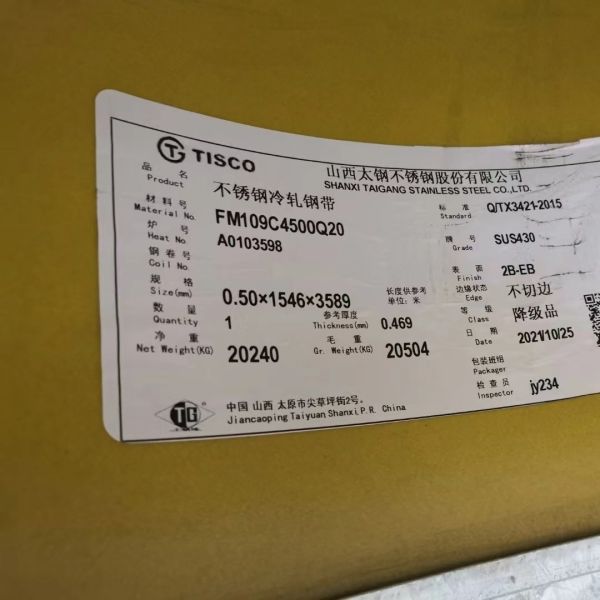 TISCO
山西太钢不锈钢股份有限公司
SHANXI TAIGANG STAINLESS STEEL CO.,LTD.
品名 Product 不锈钢冷轧钢带 标准 Standard Q/TX3421-2015
材料号 Material No. FM109C4500Q20
炉号 Heat No A0103598 牌号 Grade SUS430
钢卷号 Coil No. 表面 Finish 2B-EB
规格 Size(mm) 0.50×1546×3589 长度供参考 单位: 米 边缘状态 Edge 不切边
数量 Quantity 1 参考厚度 Thickness(mm) 0.469 等级 Class 降级品
净重 Net Weight(KG) 20240 毛重 Gr. Weight(KG) 20504 日期 Date 2021/10/25
包装班组 Packager
检查员 Inspector jy234
TG
中国 山西 太原市尖草坪街2号。
Jiancaoping Taiyuan Shanxi P.R. China